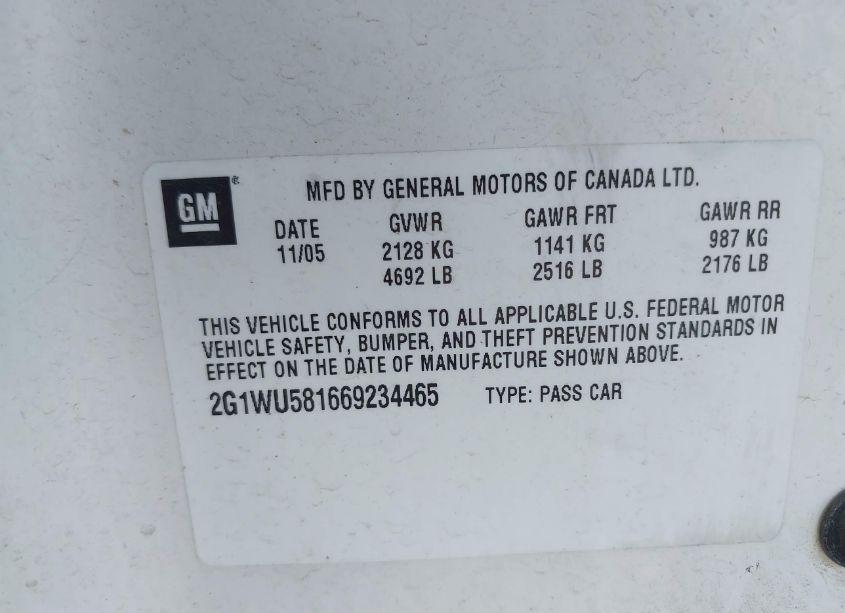 GM®
MFD BY GENERAL MOTORS OF CANADA LTD.
DATE GVWR GAWR FRT GAWR RR
11/05 2128 KG 1141 KG 987 KG
4692 LB 2516 LB 2176 LB
THIS VEHICLE CONFORMS TO ALL APPLICABLE U.S. FEDERAL MOTOR
VEHICLE SAFETY, BUMPER, AND THEFT PREVENTION STANDARDS IN
EFFECT ON THE DATE OF MANUFACTURE SHOWN ABOVE.
2G1WU581669234465 TYPE: PASS CAR